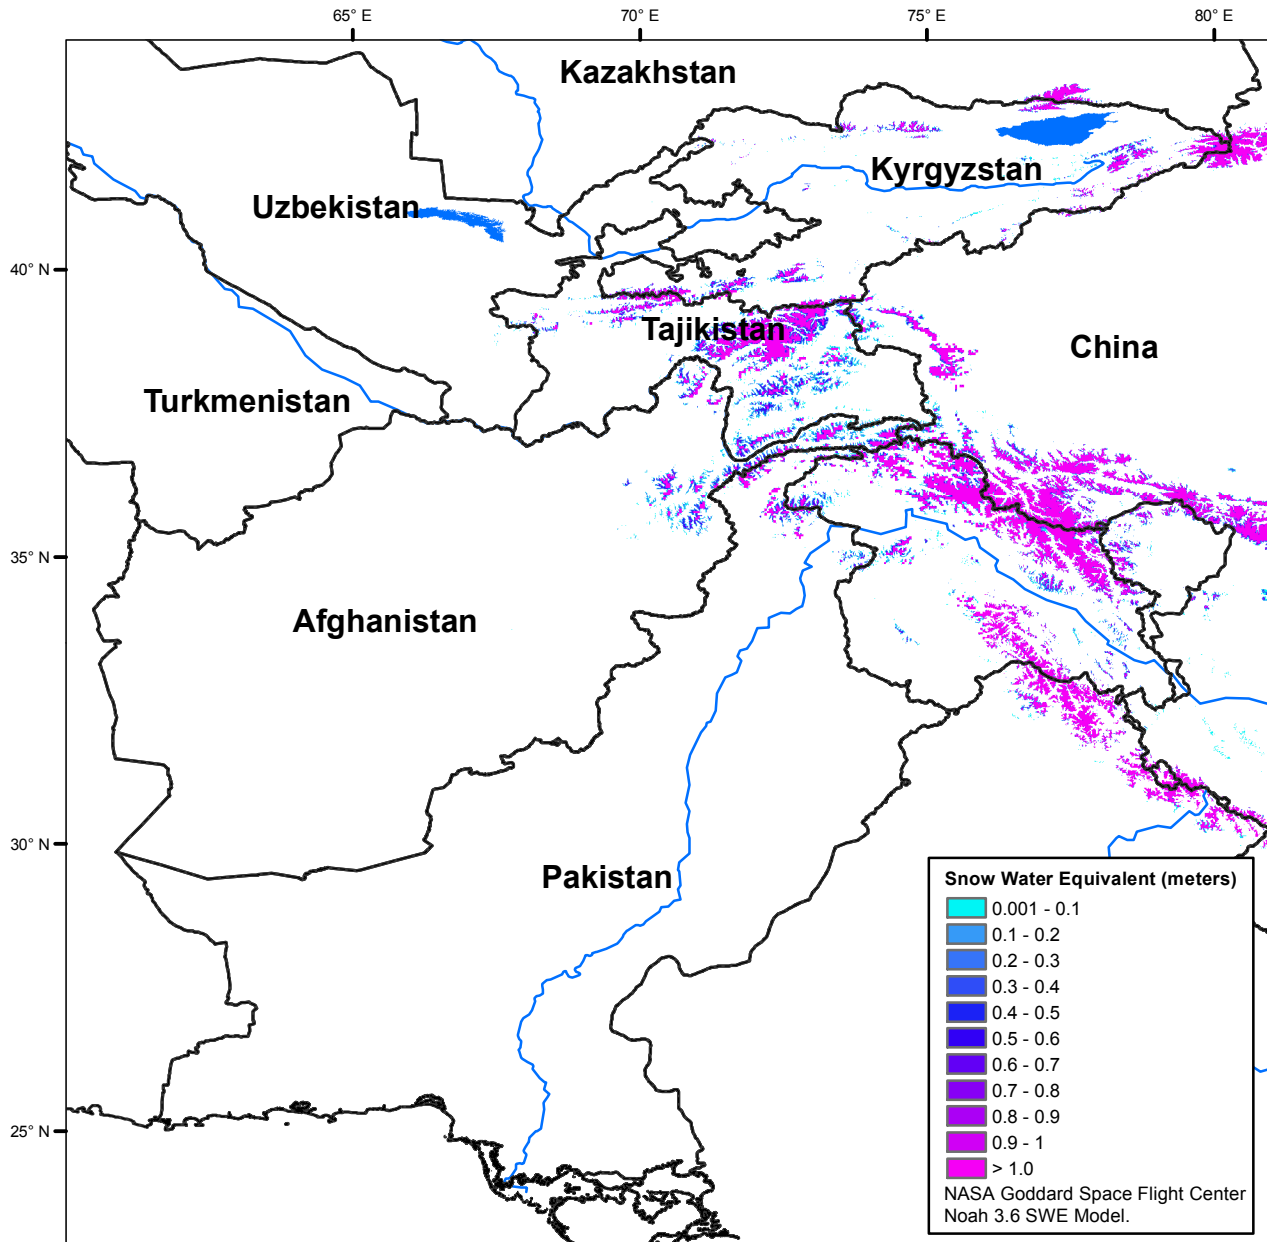 65° E
70° E
75° E
80° E
Kazakhstan
Kyrgyzstan
Uzbekistan
40° N
Tajikistan
China
Turkmenistan
35° N
Afghanistan
30° N
Pakistan
Snow Water Equivalent (meters)
0.001 - 0.1
0.1 - 0.2
0.2 - 0.3
0.3 - 0.4
0.4 - 0.5
0.5 - 0.6
0.6 - 0.7
0.7 - 0.8
0.8 - 0.9
0.9 - 1
> 1.0
NASA Goddard Space Flight Center
Noah 3.6 SWE Model.
25° N